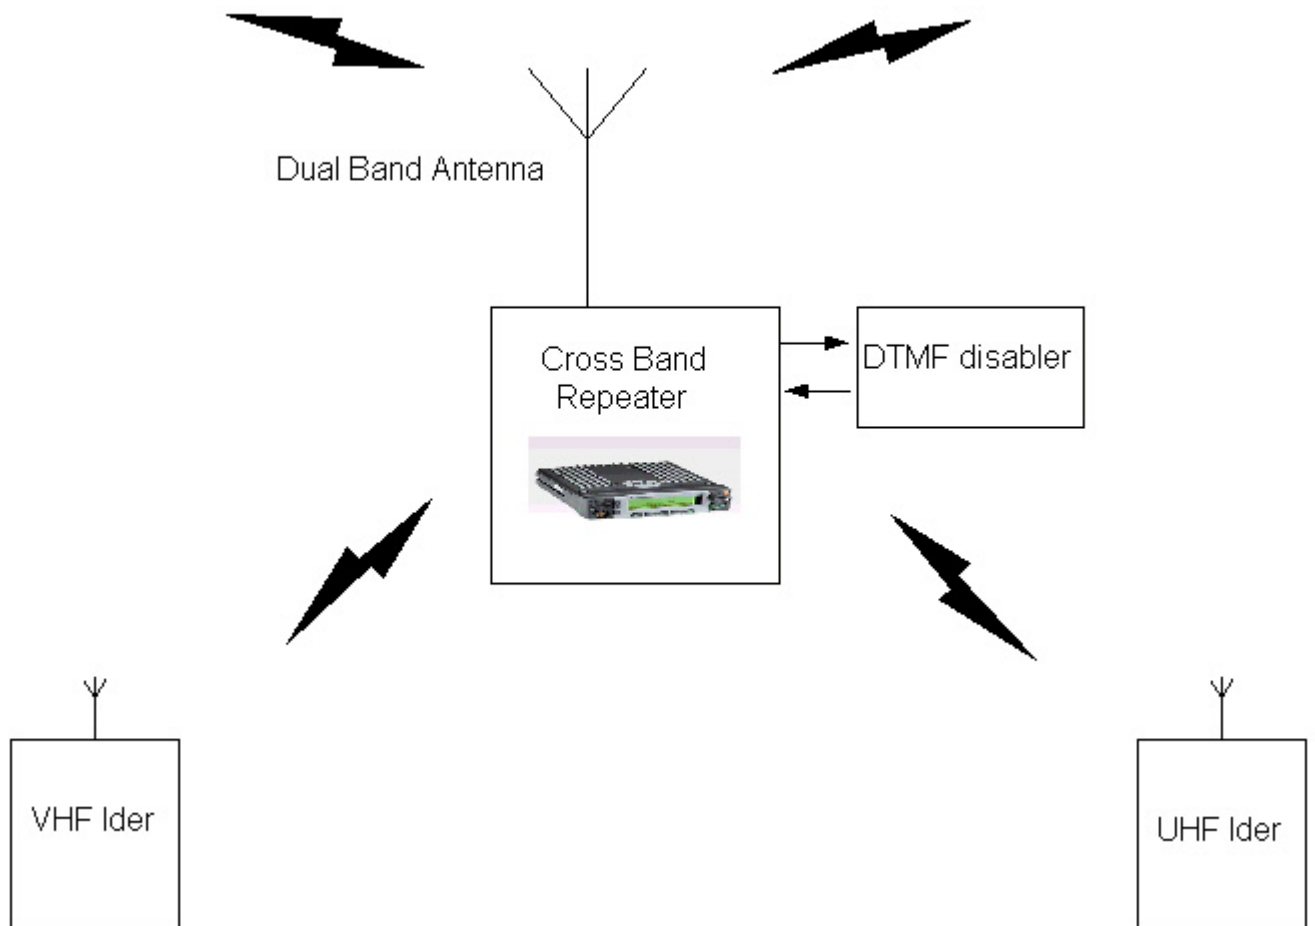 Dual Band Antenna
Cross Band
Repeater
DTMF disabler
VHF Ider
UHF Ider